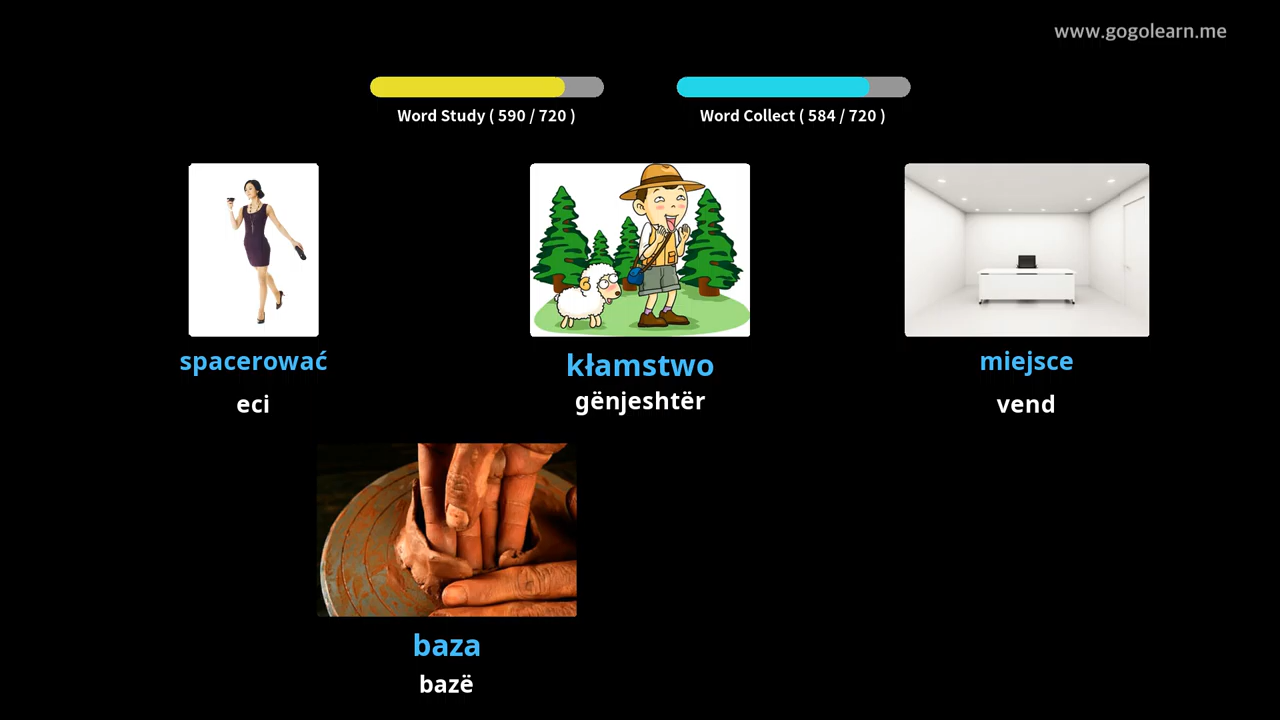 www.gogolearn.me
Word Study ( 590 / 720 )
Word Collect ( 584 / 720 )
spacerować
kłamstwo
miejsce
eci
gënjeshtër
vend
baza
bazë